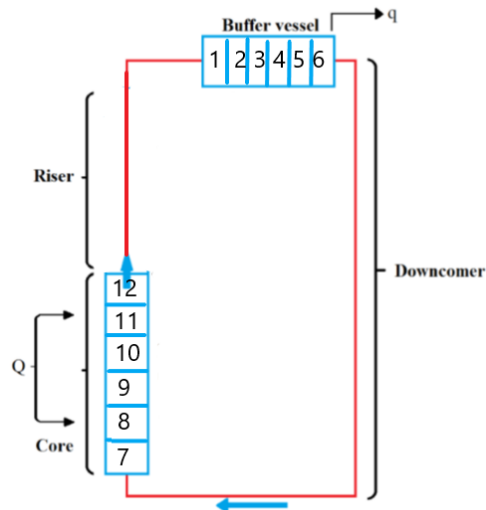 Buffer vessel
q
1 2 3 4 5 6
Riser
Downcomer
12
11
10
Q
9
8
Core
7